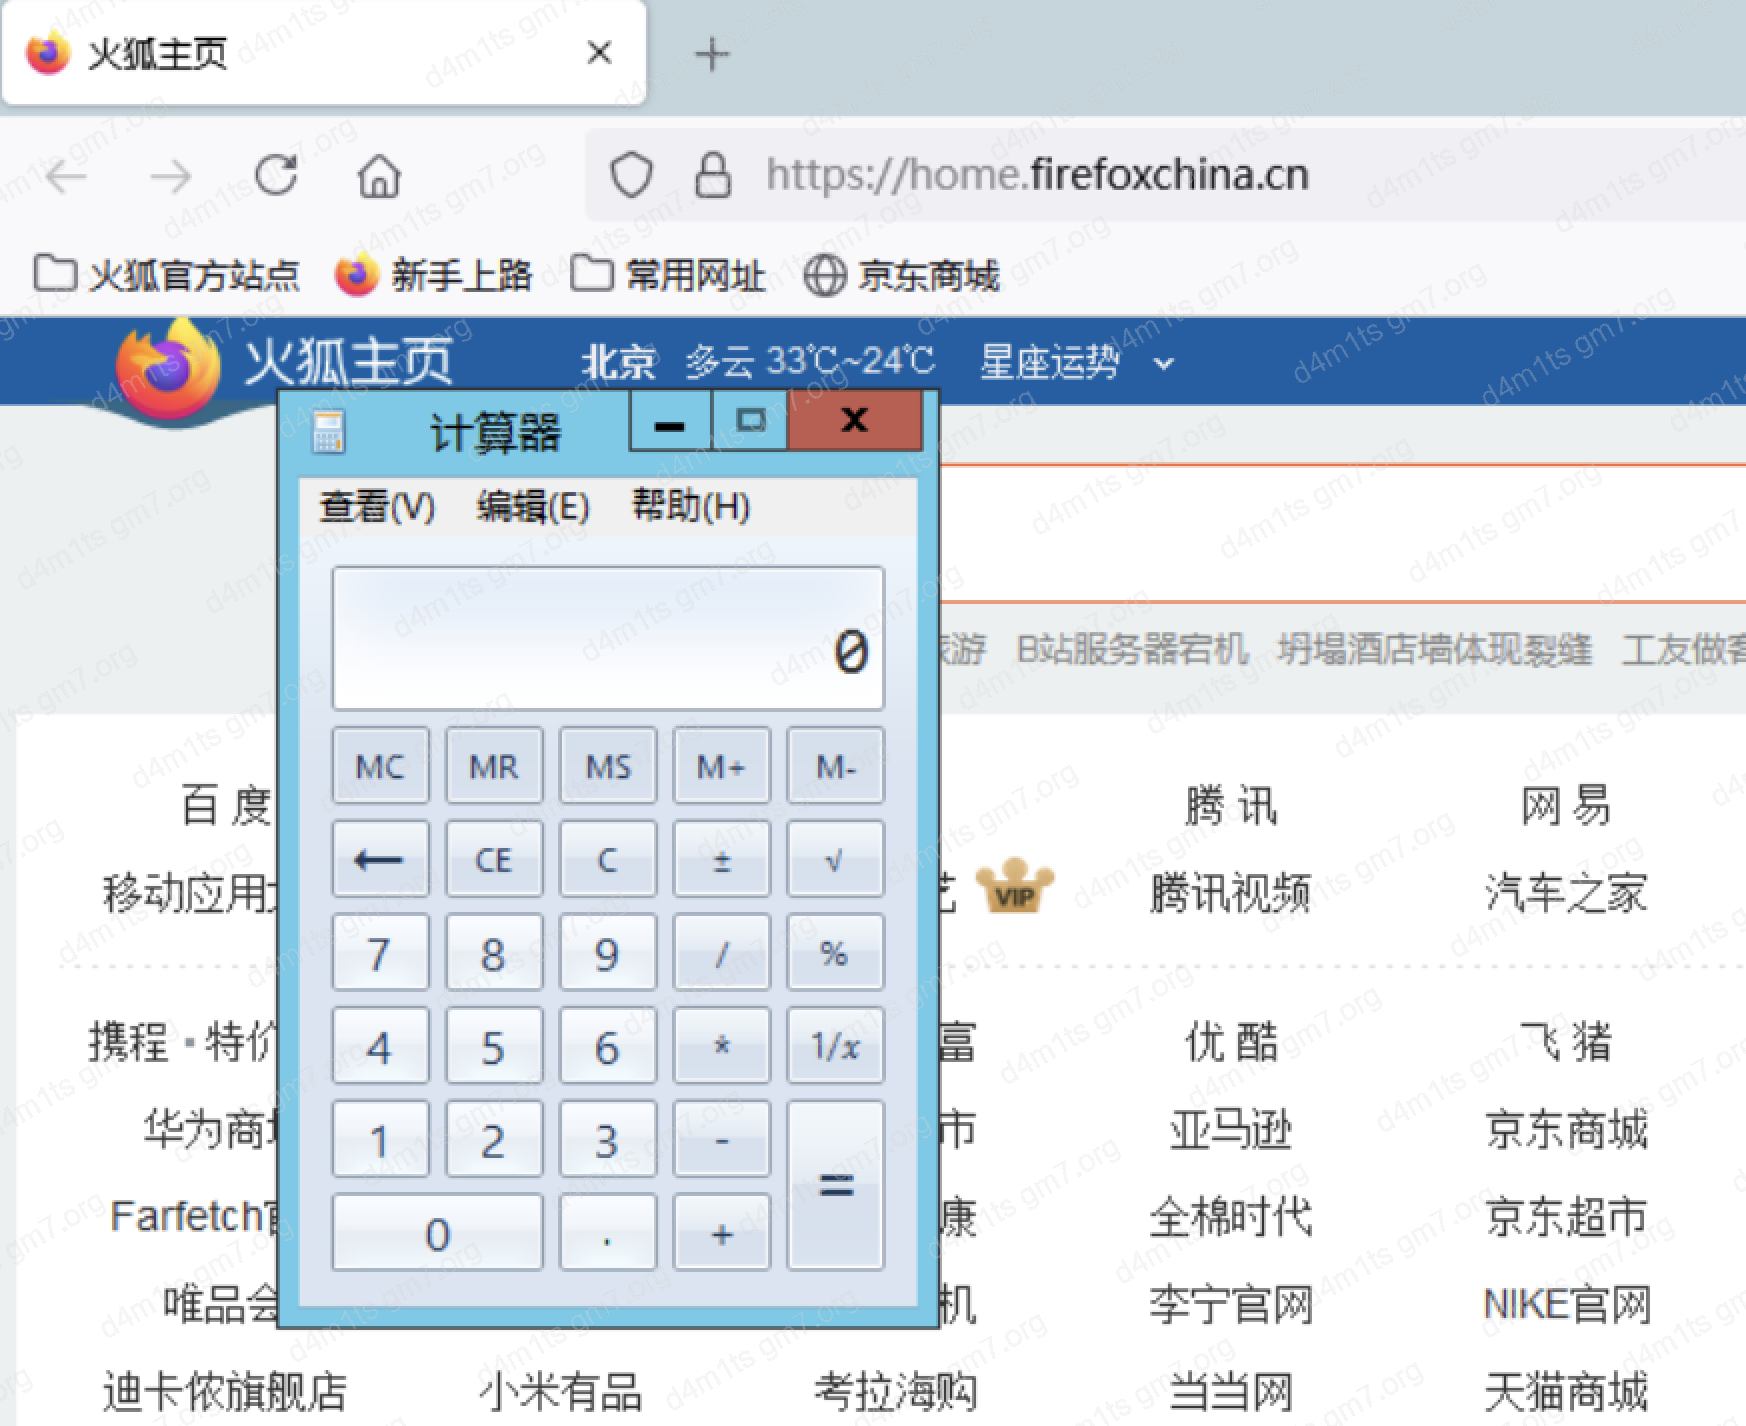 火狐主页
https://home.firefoxchina.cn
火狐官方站点 新手上路 常用网址 京东商城
火狐主页 北京 多云 33℃~24℃ 星座运势
计算器
查看(V) 编辑(E) 帮助(H)
0
游 B站服务器宕机 坍塌酒店墙体现裂缝 工友做客
MC MR MS M+ M-
百度 腾讯 网易
← CE C ± √
移动应用 VIP 腾讯视频 汽车之家
7 8 9 / %
携程·特价 富 优酷 飞猪
4 5 6 * 1/x
华为商 市 亚马逊 京东商城
1 2 3 - =
Farfetch 康 全棉时代 京东超市
0 . +
唯品会 机 李宁官网 NIKE官网
迪卡侬旗舰店 小米有品 考拉海购 当当网 天猫商城
d4m1ts gm7.org